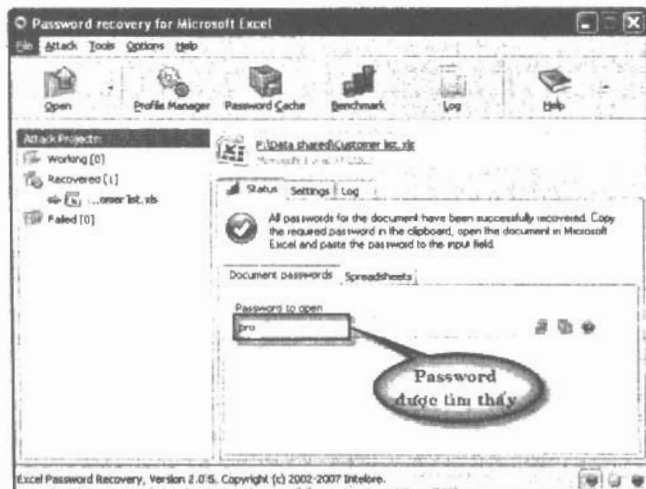 Password recovery for Microsoft Excel
File Attack Tools Options Help
Open Profile Manager Password Cache Benchmark Log Help
Attack Projects:
Working [0]
Recovered [1]
...omer list.xls
Failed [0]
F:\Data shared\Customer list.xls
Microsoft
Status Settings Log
All passwords for the document have been successfully recovered. Copy
the required password in the clipboard, open the document in Microsoft
Excel and paste the password to the input field.
Document passwords Spreadsheets
Password to open
pro
Password
được tìm thấy
Excel Password Recovery, Version 2.0.5, Copyright (c) 2002-2007 Intelore.